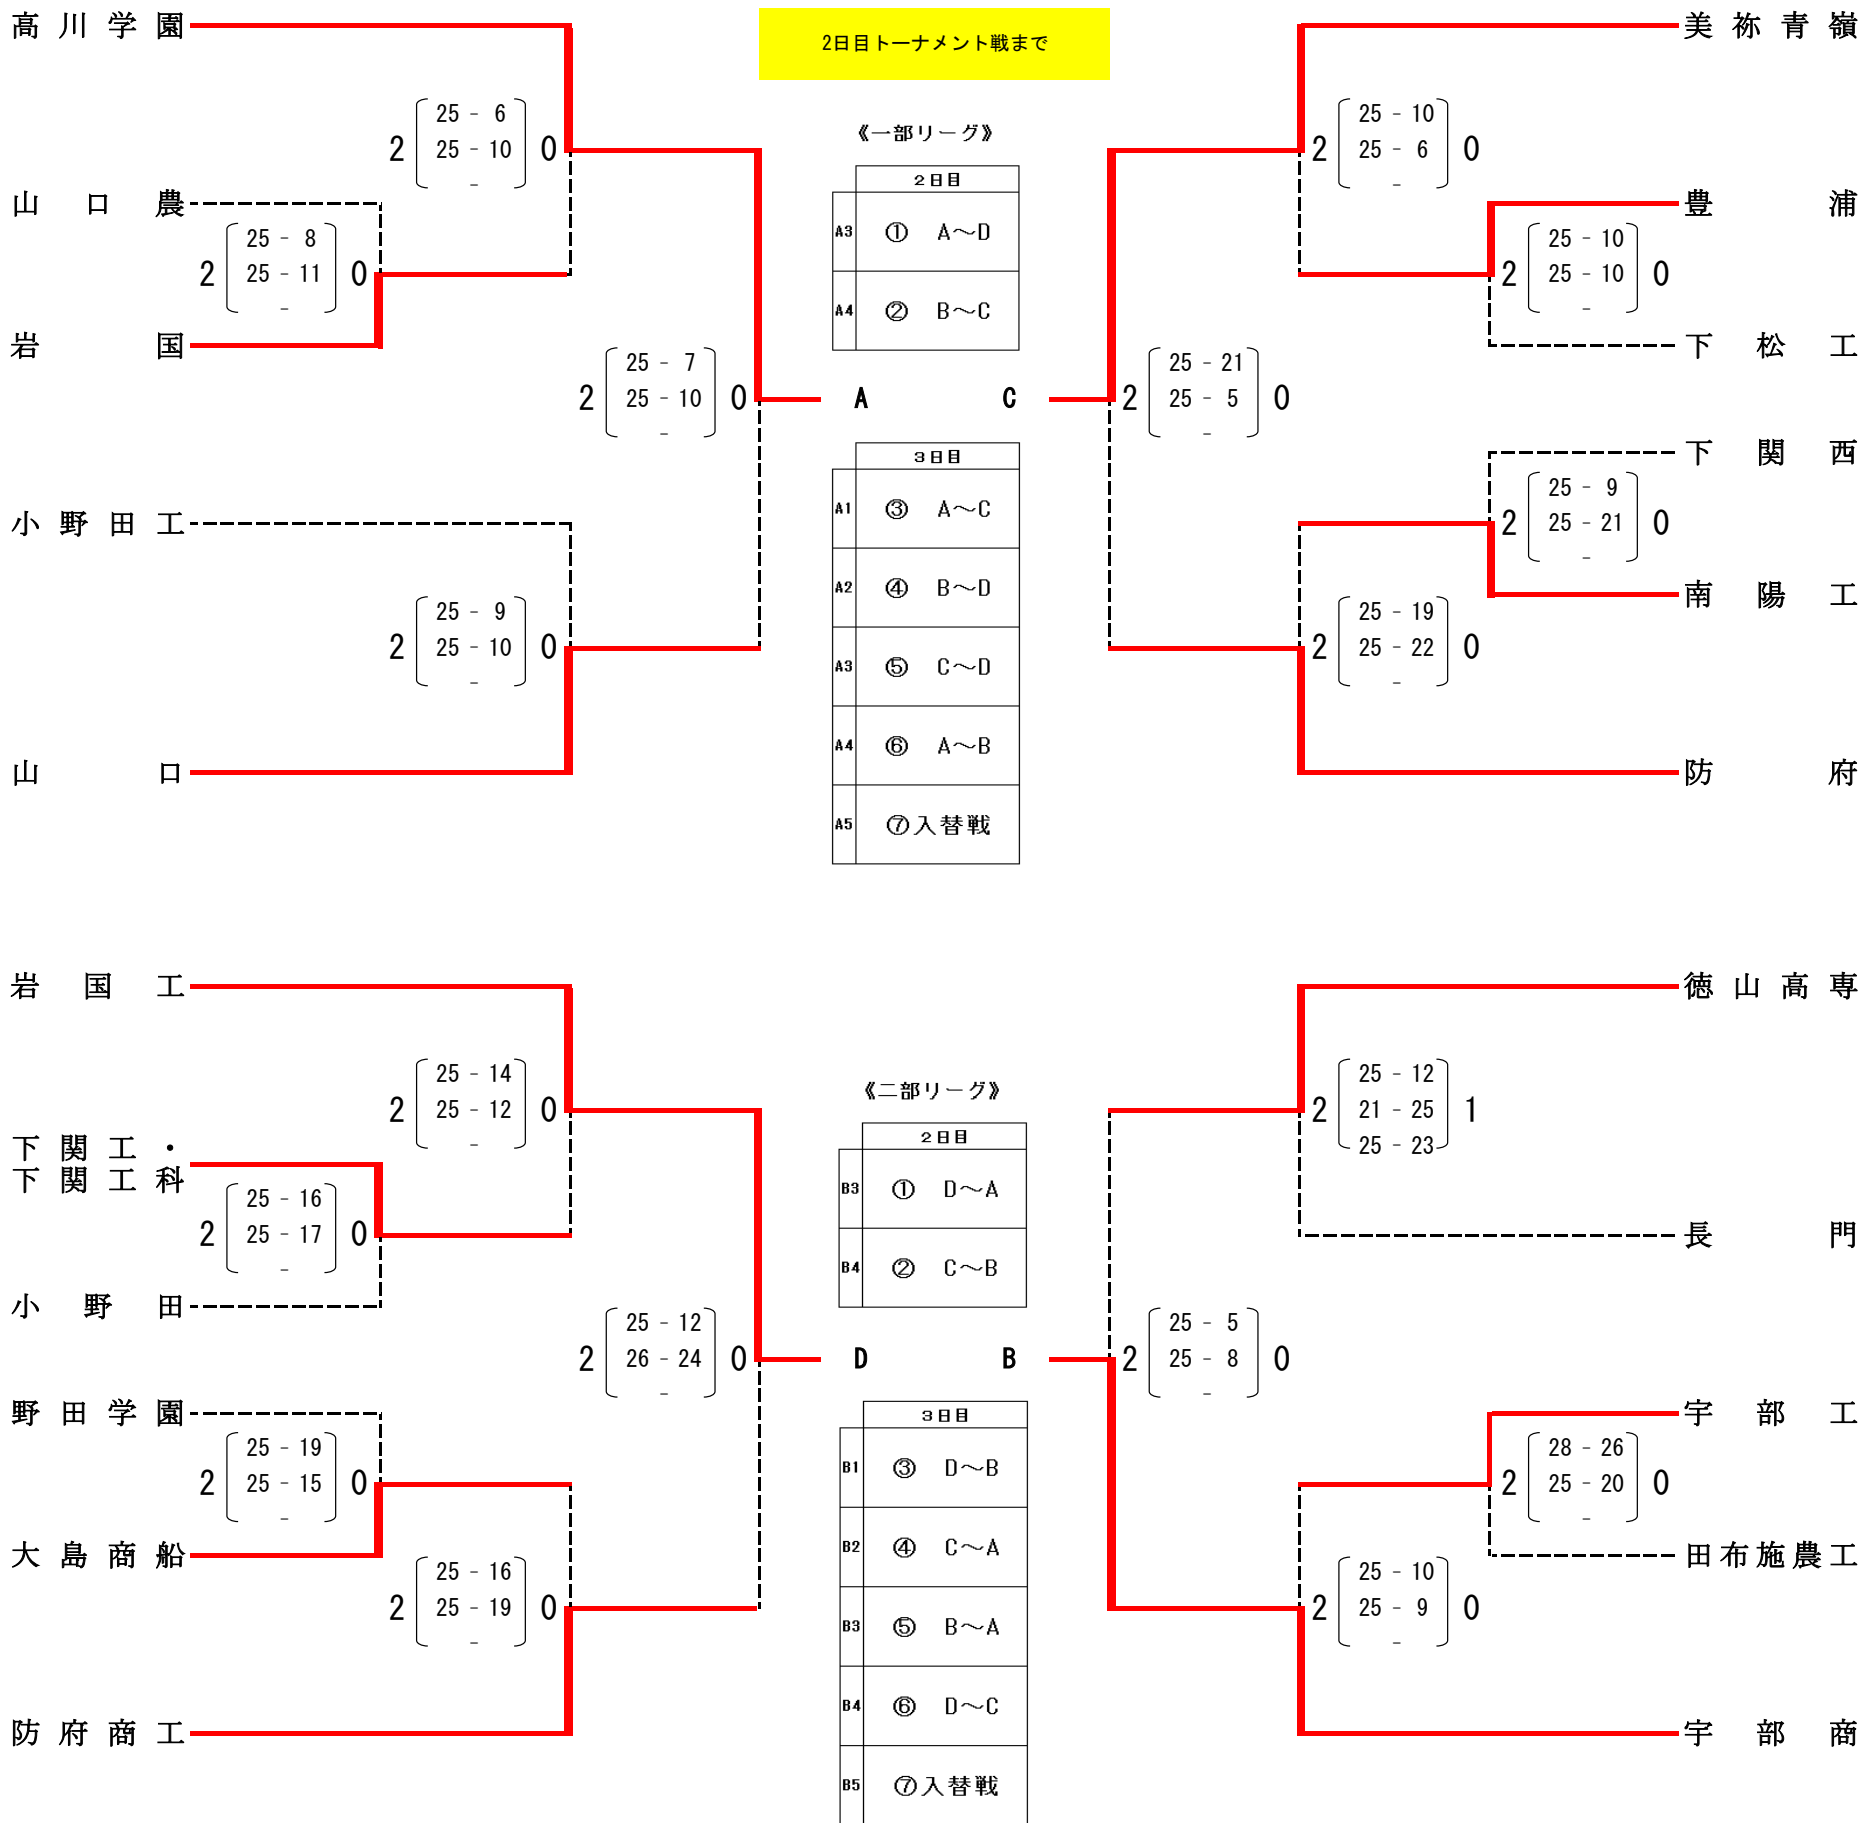 2日目トーナメント戦まで
高川学園
2 25 - 6 0
25 - 10
-
山口農
2 25 - 8 0
25 - 11
-
岩国
2 25 - 7 0
25 - 10
-
A
小野田工
2 25 - 9 0
25 - 10
-
山口
《一部リーグ》
2日目
A3 ① A～D
A4 ② B～C
3日目
A1 ③ A～C
A2 ④ B～D
A3 ⑤ C～D
A4 ⑥ A～B
A5 ⑦入替戦
美祢青嶺
2 25 - 10 0
25 - 6
-
豊浦
2 25 - 10 0
25 - 10
-
下松工
C
2 25 - 21 0
25 - 5
-
下関西
2 25 - 9 0
25 - 21
-
南陽工
2 25 - 19 0
25 - 22
-
防府
岩国工
2 25 - 14 0
25 - 12
-
下関工・
下関工科
2 25 - 16 0
25 - 17
-
小野田
2 25 - 12 0
26 - 24
-
D
野田学園
2 25 - 19 0
25 - 15
-
大島商船
2 25 - 16 0
25 - 19
-
防府商工
《二部リーグ》
2日目
B3 ① D～A
B4 ② C～B
3日目
B1 ③ D～B
B2 ④ C～A
B3 ⑤ B～A
B4 ⑥ D～C
B5 ⑦入替戦
徳山高専
2 25 - 12 1
21 - 25
25 - 23
長門
B
2 25 - 5 0
25 - 8
-
宇部工
2 28 - 26 0
25 - 20
-
田布施農工
2 25 - 10 0
25 - 9
-
宇部商